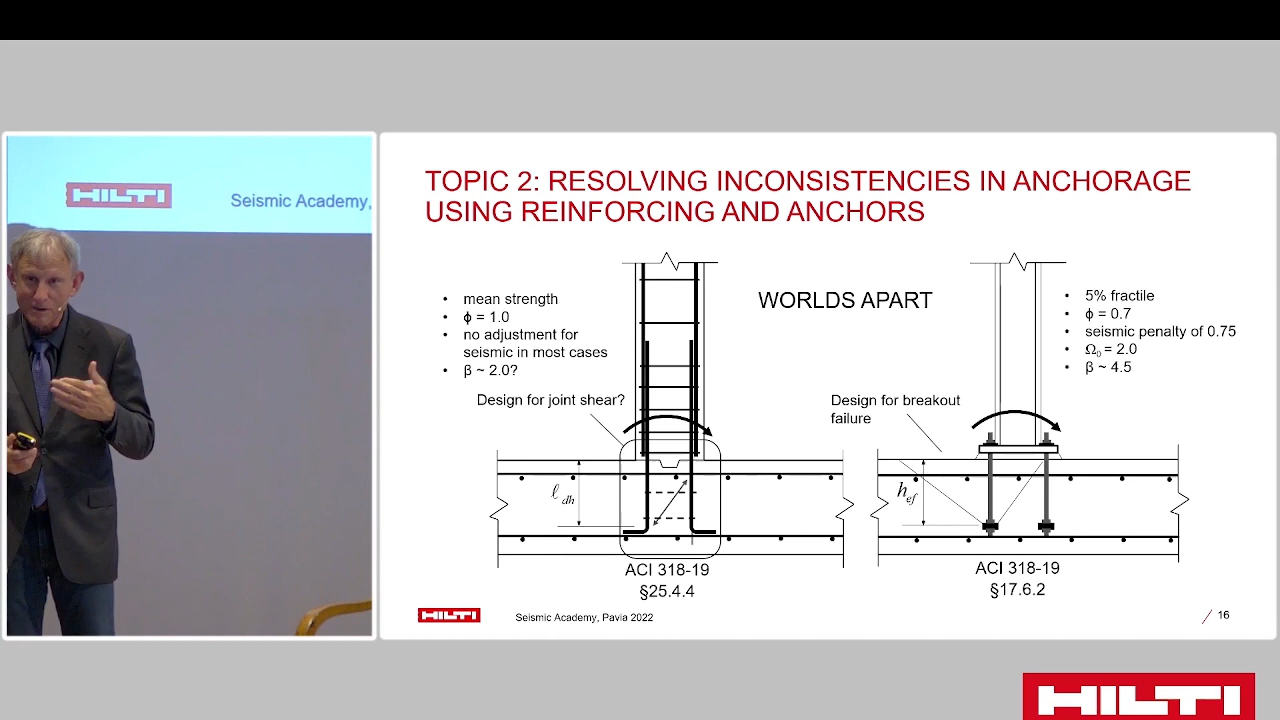 HILTI
Seismic Academy,
TOPIC 2: RESOLVING INCONSISTENCIES IN ANCHORAGE
USING REINFORCING AND ANCHORS
• mean strength
• ϕ = 1.0
• no adjustment for
seismic in most cases
• β ~ 2.0?
WORLDS APART
• 5% fractile
• ϕ = 0.7
• seismic penalty of 0.75
• Ω₀ = 2.0
• β ~ 4.5
Design for joint shear?
Design for breakout
failure
ℓ dh
hef
ACI 318-19
§25.4.4
ACI 318-19
§17.6.2
HILTI
Seismic Academy, Pavia 2022
/ 16
HILTI